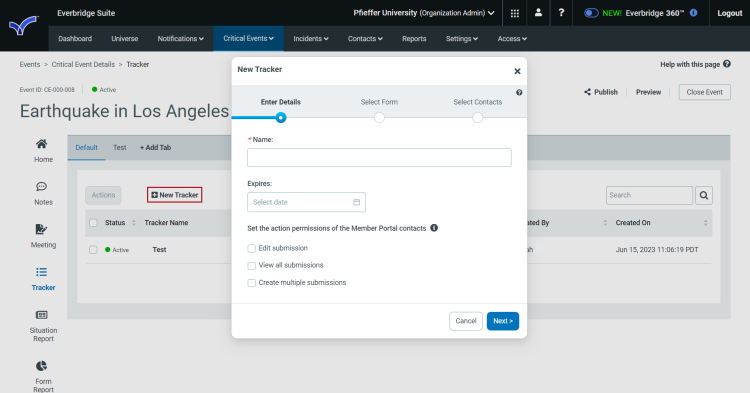 Everbridge Suite
Pfieffer University (Organization Admin)
?
NEW! Everbridge 360™
Logout
Dashboard
Universe
Notifications
Critical Events
Incidents
Contacts
Reports
Settings
Access
Events > Critical Event Details > Tracker
Help with this page
Event ID: CE-000-008
Active
Earthquake in Los Angeles
Publish
Preview
Close Event
Home
Notes
Meeting
Tracker
Situation
Report
Form
Report
Default
Test
+ Add Tab
Actions
New Tracker
Search
Status
Tracker Name
Created On
Active
Test
Jun 15, 2023 11:06:19 PDT
New Tracker
Enter Details
Select Form
Select Contacts
* Name:
Expires:
Select date
Set the action permissions of the Member Portal contacts
Edit submission
View all submissions
Create multiple submissions
Cancel
Next >